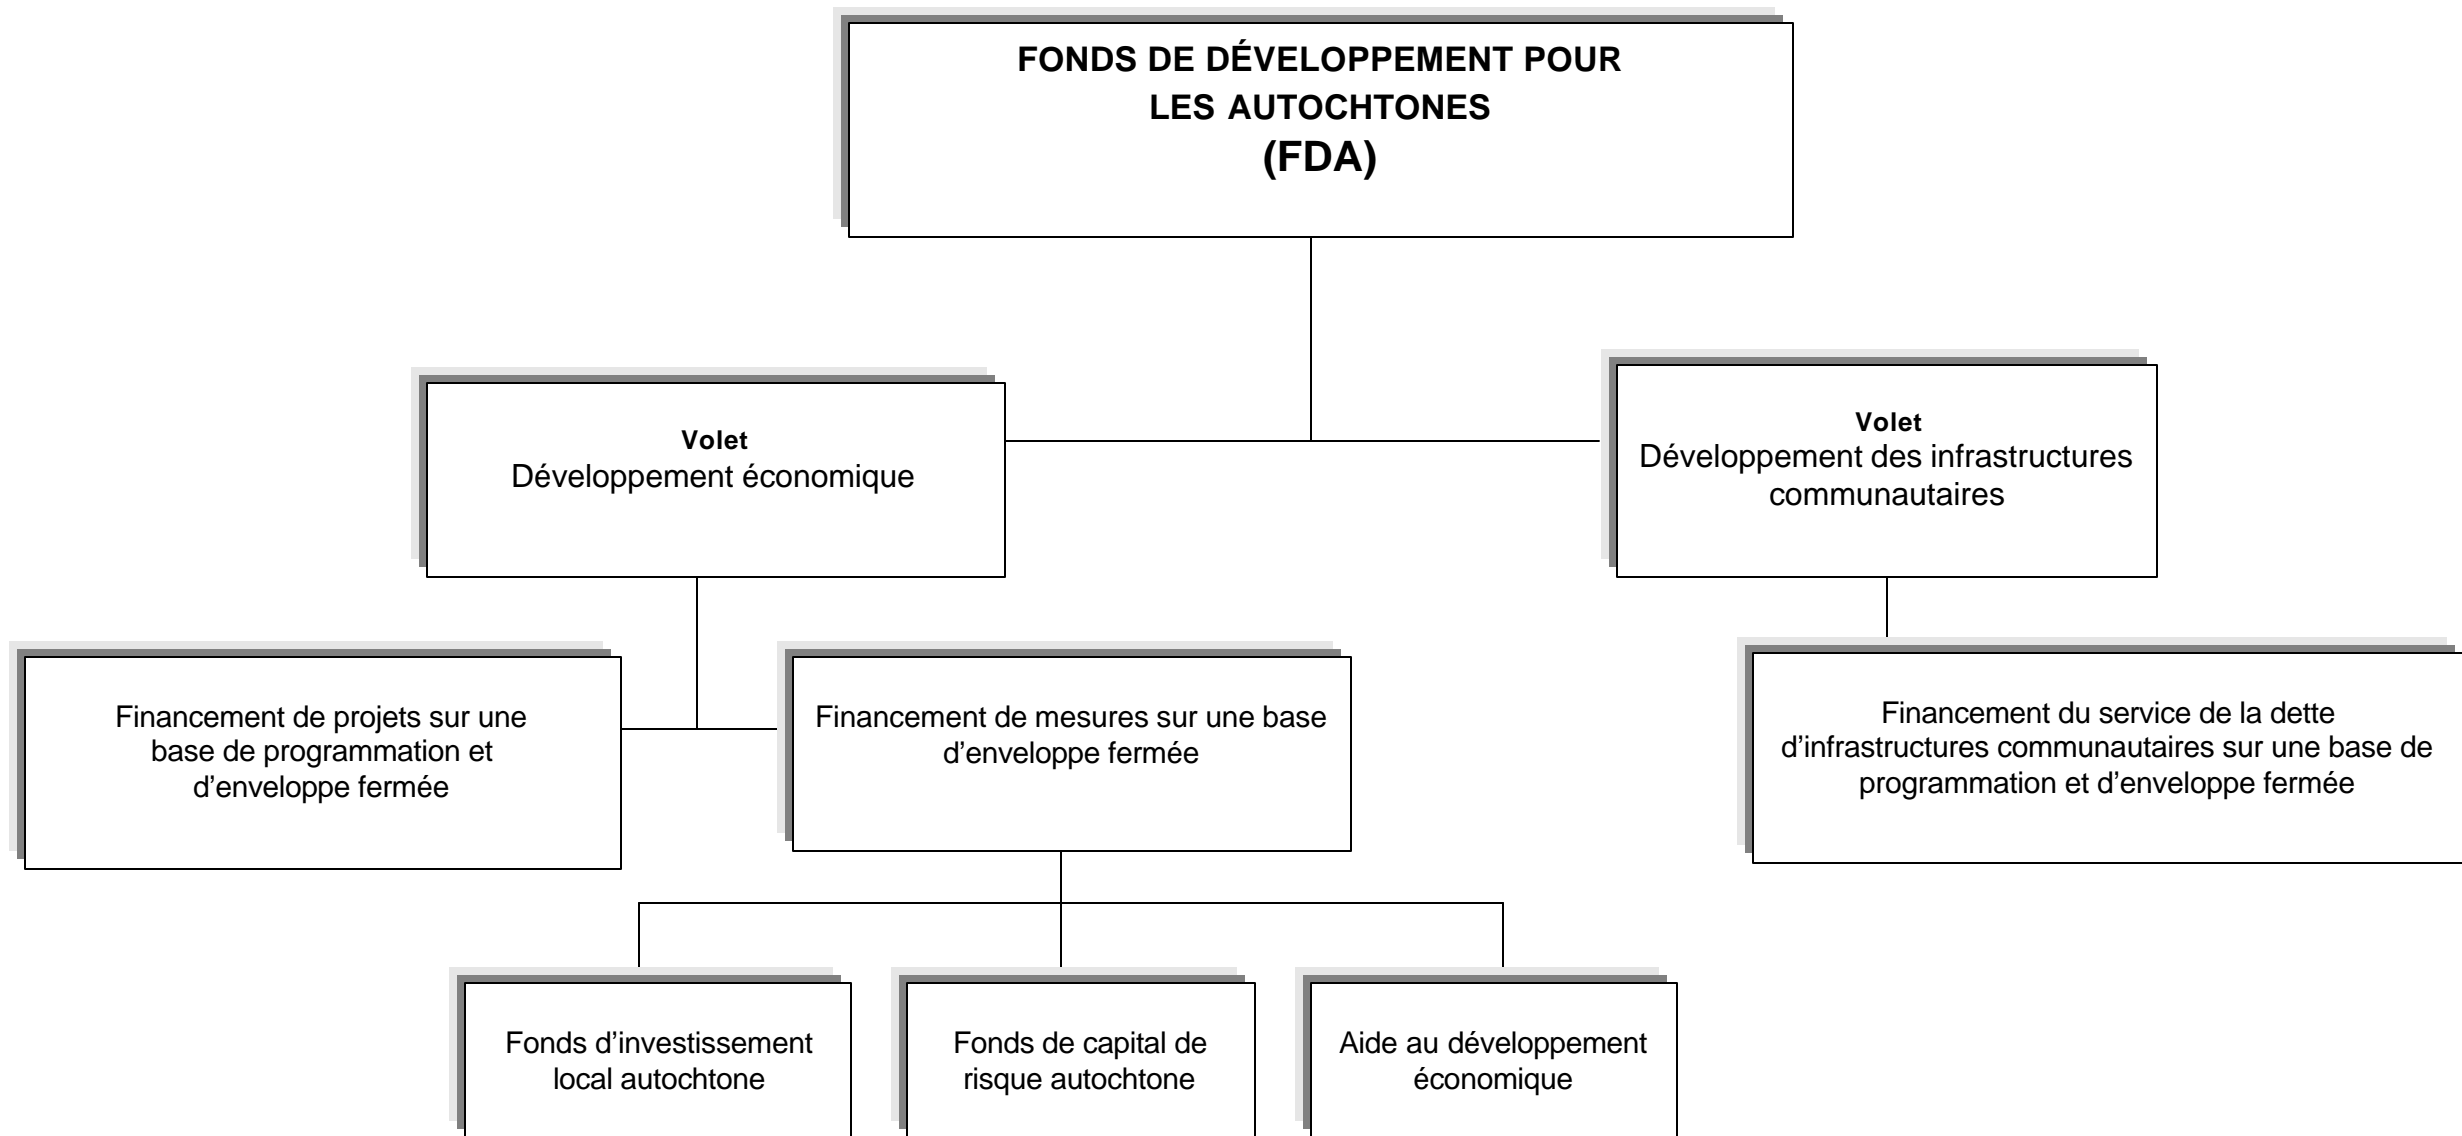 FONDS DE DÉVELOPPEMENT POUR
LES AUTOCHTONES
(FDA)
Volet
Développement économique
Volet
Développement des infrastructures
communautaires
Financement de projets sur une
base de programmation et
d’enveloppe fermée
Financement de mesures sur une base
d’enveloppe fermée
Financement du service de la dette
d’infrastructures communautaires sur une base de
programmation et d’enveloppe fermée
Fonds d’investissement
local autochtone
Fonds de capital de
risque autochtone
Aide au développement
économique